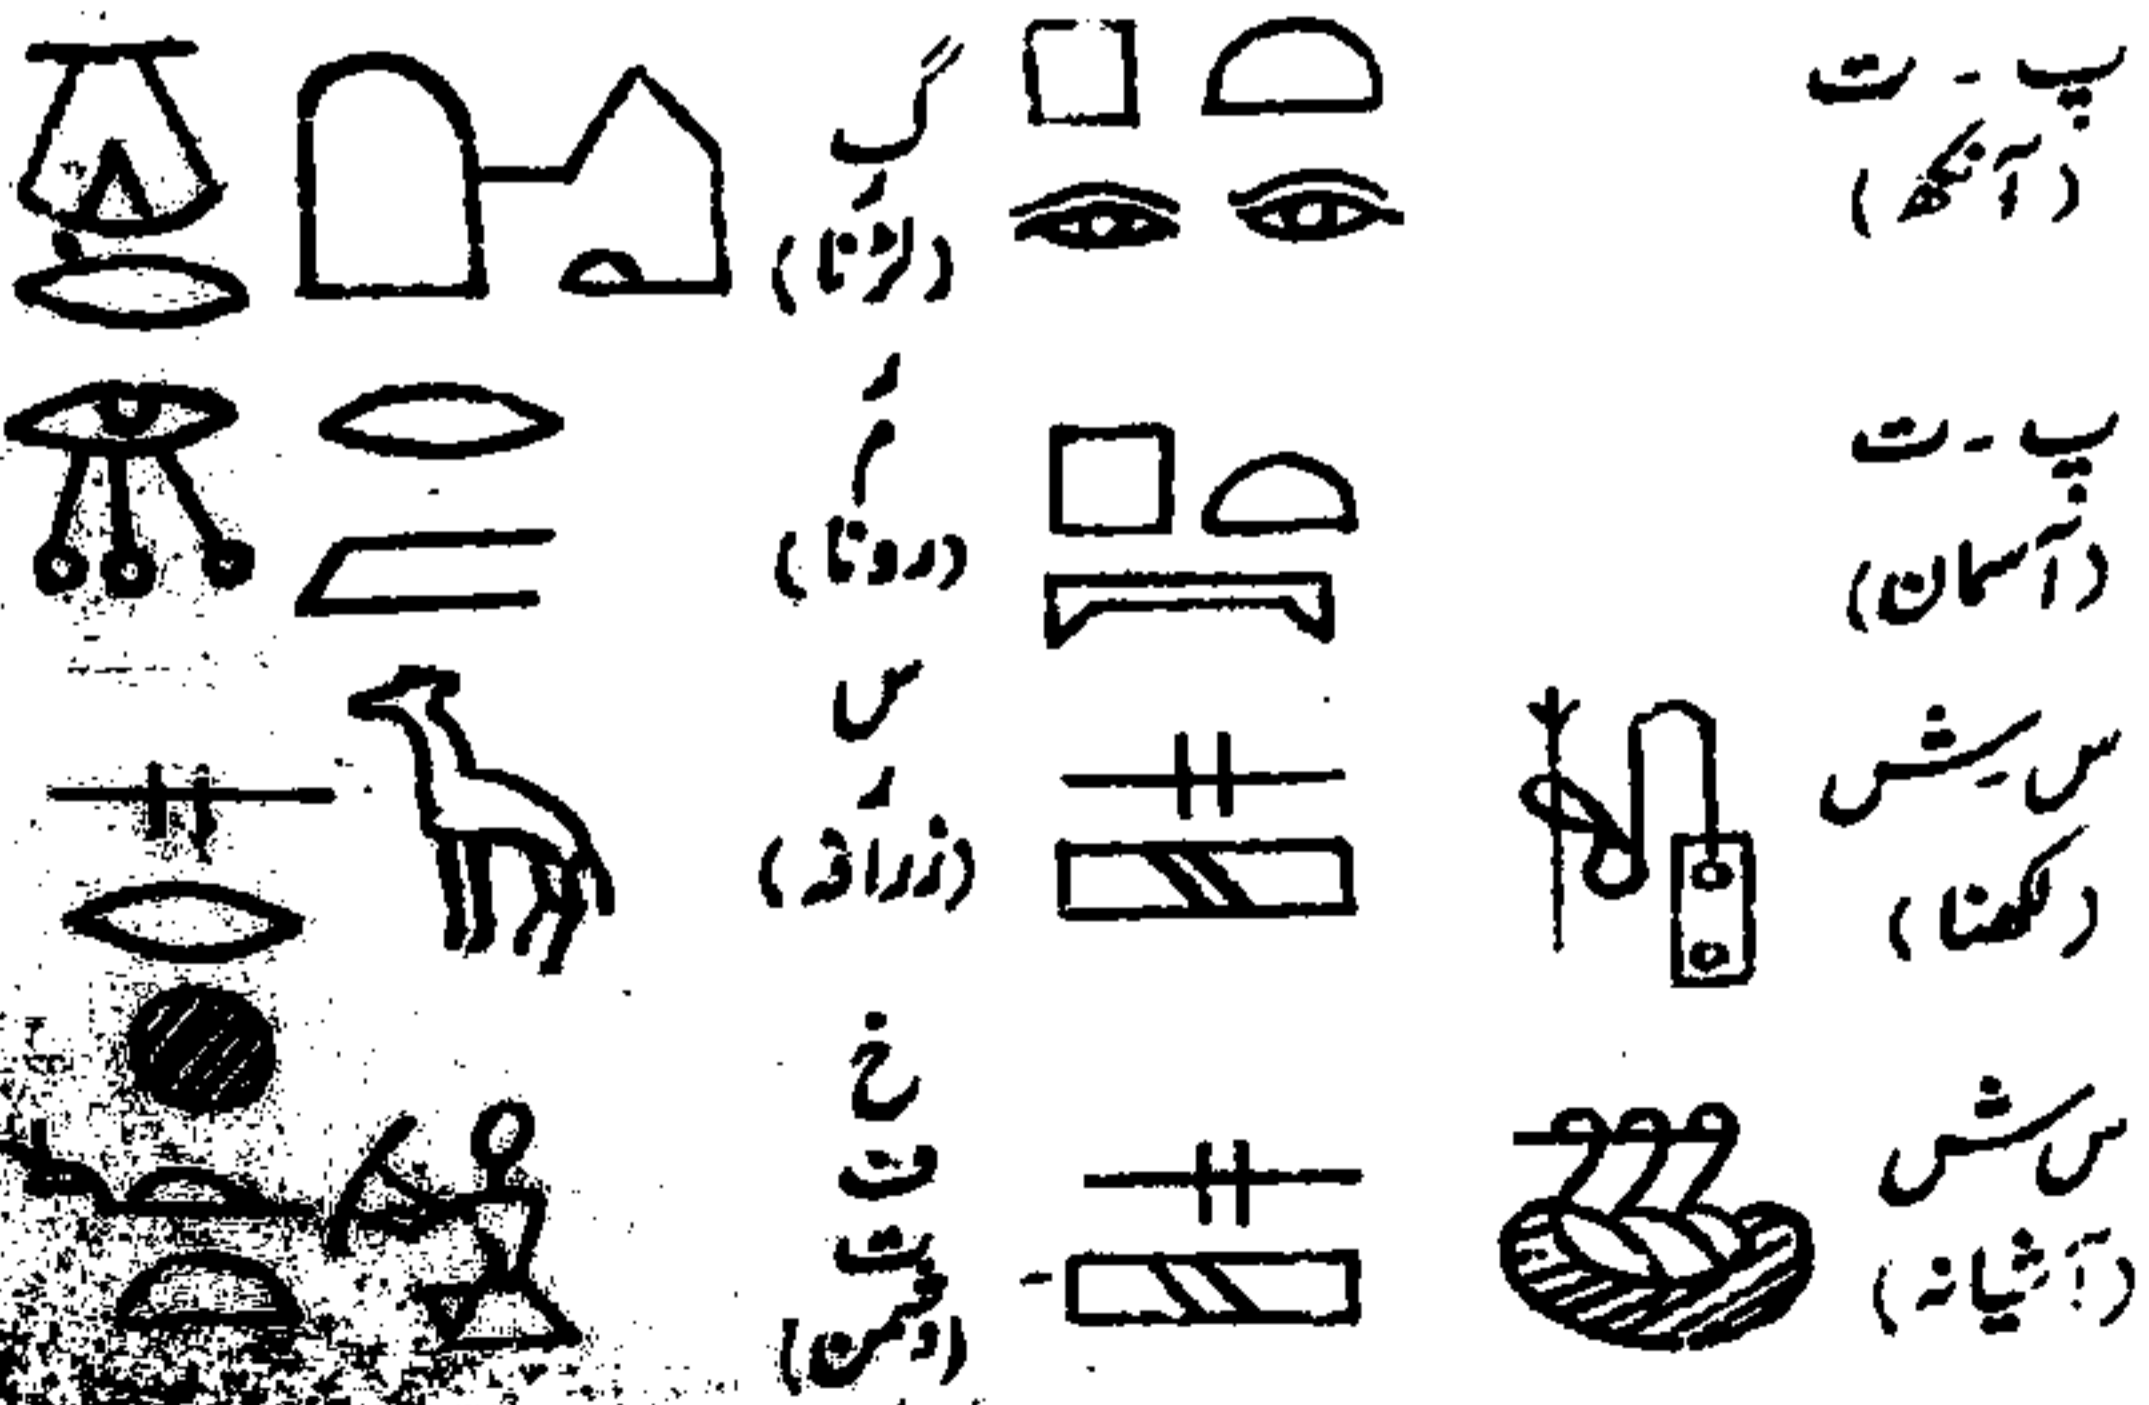 پ - ت
(آنکھ)
پ - ت
(آسمان)
س - یش
(لکھنا)
س ش
(آشیانہ)
ب
ر
(لڑنا)
ر
م
(رونا)
س
ر
(زرافہ)
خ
ف
ت
(دشمن)